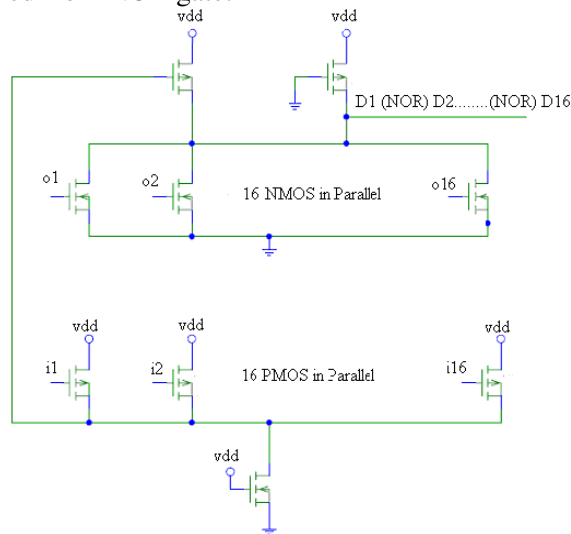 vdd
vdd
D1 (NOR) D2........(NOR) D16
o1
o2
16 NMOS in Parallel
o16
vdd
vdd
vdd
i1
i2
16 PMOS in Parallel
i16
vdd